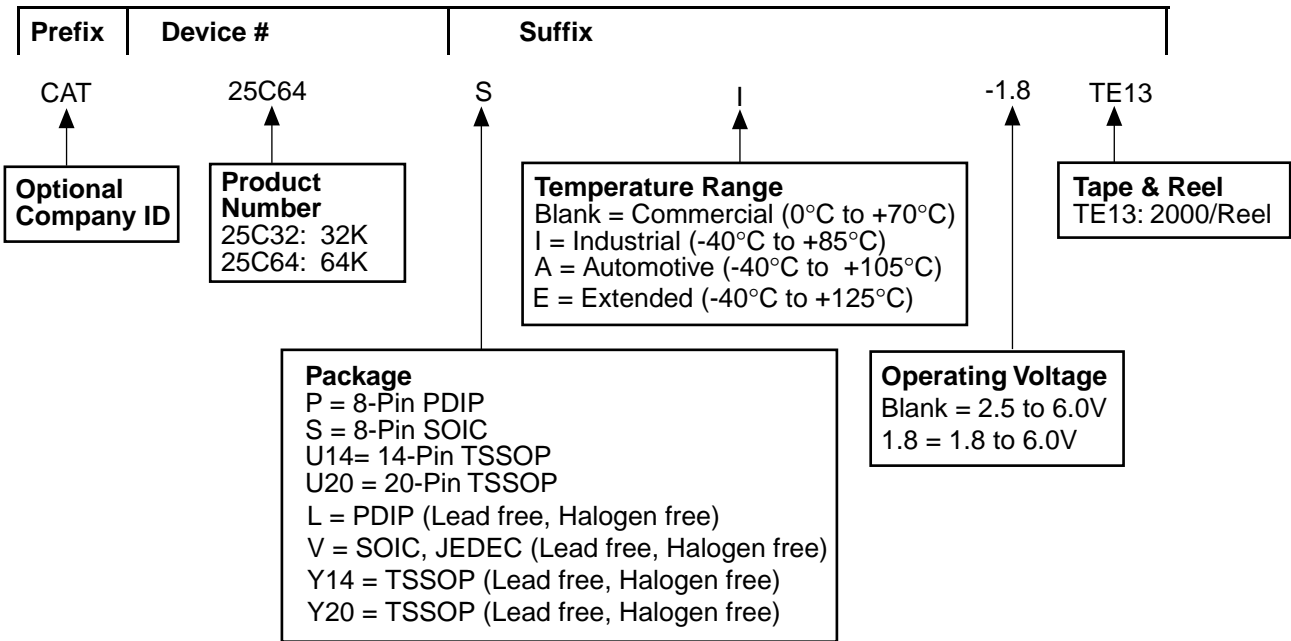 Prefix Device # Suffix
CAT 25C64 S I -1.8 TE13
Optional
Company ID
Product
Number
25C32: 32K
25C64: 64K
Temperature Range
Blank = Commercial (0°C to +70°C)
I = Industrial (-40°C to +85°C)
A = Automotive (-40°C to +105°C)
E = Extended (-40°C to +125°C)
Tape & Reel
TE13: 2000/Reel
Package
P = 8-Pin PDIP
S = 8-Pin SOIC
U14= 14-Pin TSSOP
U20 = 20-Pin TSSOP
L = PDIP (Lead free, Halogen free)
V = SOIC, JEDEC (Lead free, Halogen free)
Y14 = TSSOP (Lead free, Halogen free)
Y20 = TSSOP (Lead free, Halogen free)
Operating Voltage
Blank = 2.5 to 6.0V
1.8 = 1.8 to 6.0V